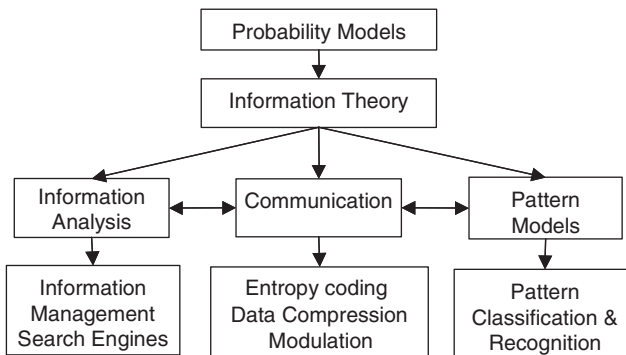 Probability Models
Information Theory
Information
Analysis
Communication
Pattern
Models
Information
Management
Search Engines
Entropy coding
Data Compression
Modulation
Pattern
Classification &
Recognition